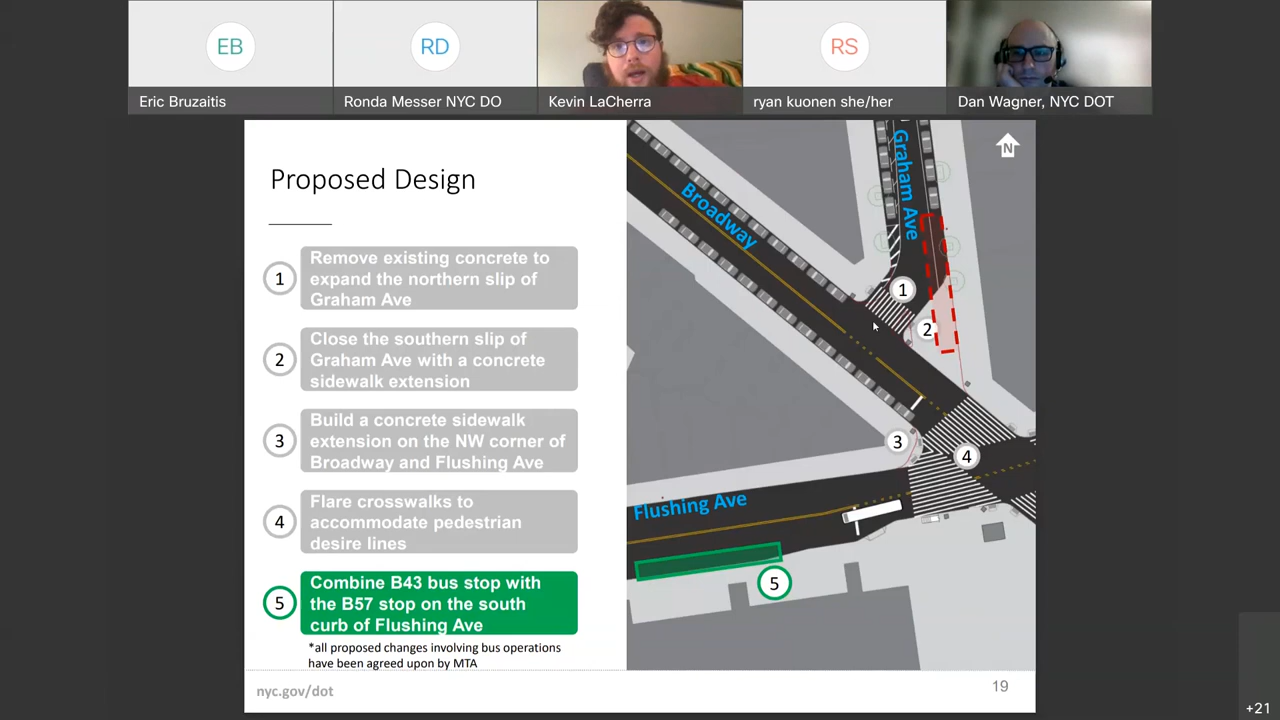 EB
RD
RS
Eric Bruzaitis
Ronda Messer NYC DO
Kevin LaCherra
ryan kuonen she/her
Dan Wagner, NYC DOT
Proposed Design
1
Remove existing concrete to
expand the northern slip of
Graham Ave
2
Close the southern slip of
Graham Ave with a concrete
sidewalk extension
3
Build a concrete sidewalk
extension on the NW corner of
Broadway and Flushing Ave
4
Flare crosswalks to
accommodate pedestrian
desire lines
5
Combine B43 bus stop with
the B57 stop on the south
curb of Flushing Ave
*all proposed changes involving bus operations
have been agreed upon by MTA
nyc.gov/dot
19
N
Graham Ave
Broadway
1
2
3
4
Flushing Ave
5
+21